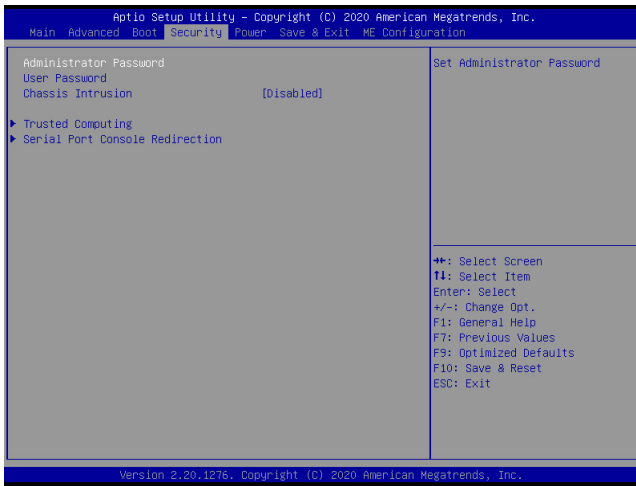 Aptio Setup Utility – Copyright (C) 2020 American Megatrends, Inc.
Main Advanced Boot Security Power Save & Exit ME Configuration
Administrator Password
User Password
Chassis Intrusion [Disabled]
Trusted Computing
Serial Port Console Redirection
Set Administrator Password
→←: Select Screen
↑↓: Select Item
Enter: Select
+/-: Change Opt.
F1: General Help
F7: Previous Values
F9: Optimized Defaults
F10: Save & Reset
ESC: Exit
Version 2.20.1276. Copyright (C) 2020 American Megatrends, Inc.